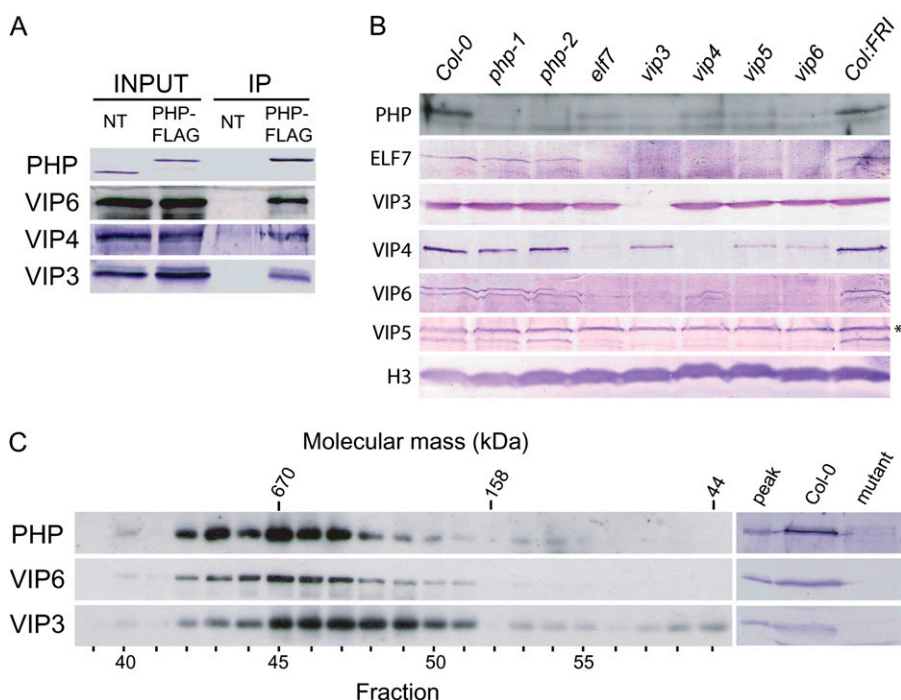 A
INPUT IP
NT PHP-FLAG NT PHP-FLAG
PHP
VIP6
VIP4
VIP3
B
Col-0 php-1 php-2 elf7 vip3 vip4 vip5 vip6 Col:FRI
PHP
ELF7
VIP3
VIP4
VIP6
VIP5 *
H3
C
Molecular mass (kDa)
670 158 44 peak Col-0 mutant
PHP
VIP6
VIP3
40 45 50 55
Fraction